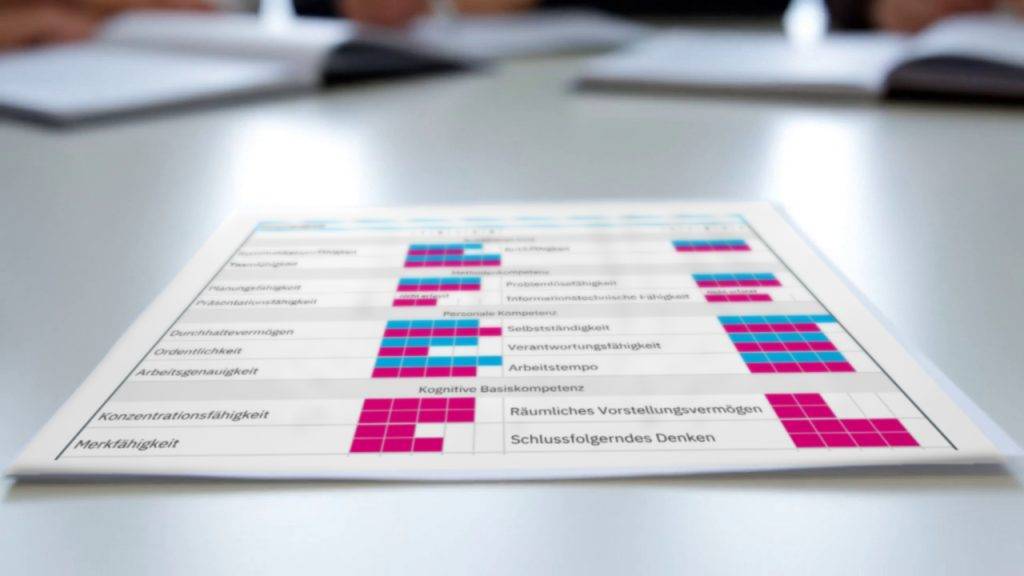 Teamfähigkeit
Methodenkompetenz
Planungsfähigkeit Problemlösefähigkeit
Präsentationsfähigkeit Informationstechnische Fähigkeit
Personale Kompetenz
Durchhaltevermögen Selbstständigkeit
Ordentlichkeit Verantwortungsfähigkeit
Arbeitsgenauigkeit Arbeitstempo
Kognitive Basiskompetenz
Konzentrationsfähigkeit Räumliches Vorstellungsvermögen
Merkfähigkeit Schlussfolgerndes Denken